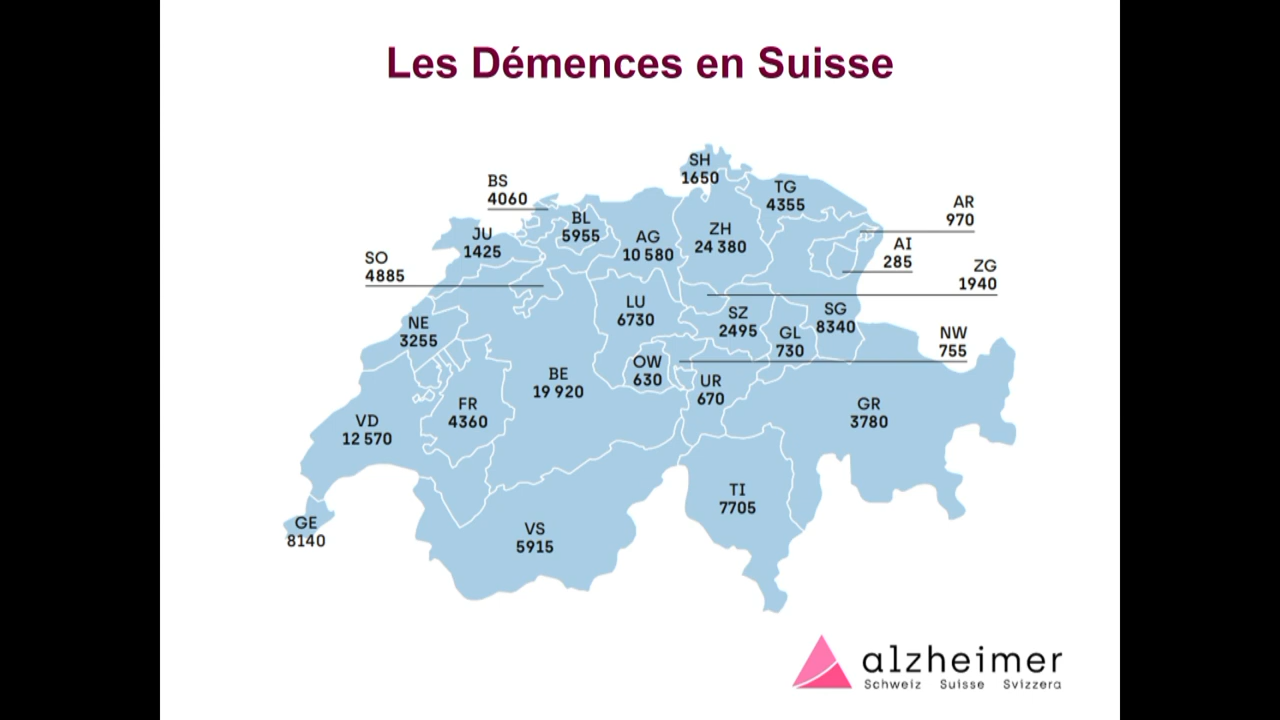 Les Démences en Suisse
SH
1650
BS
4060
TG
4355
AR
970
BL
5955
JU
1425
AG
10 580
ZH
24 380
AI
285
SO
4885
ZG
1940
LU
6730
SZ
2495
SG
8340
NE
3255
GL
730
NW
755
OW
630
BE
19 920
UR
670
FR
4360
GR
3780
VD
12 570
TI
7705
GE
8140
VS
5915
alzheimer
Schweiz Suisse Svizzera